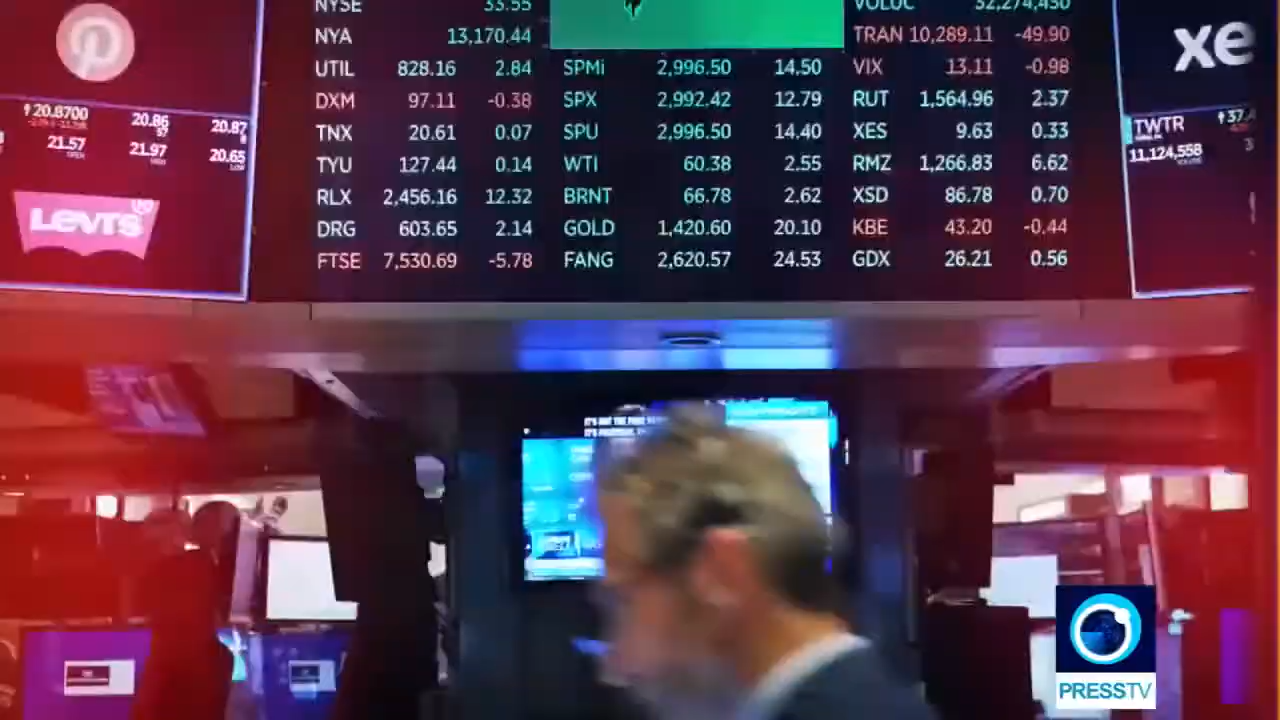 NYSE 33.55
NYA 13,170.44
UTIL 828.16 2.84
DXM 97.11 -0.38
TNX 20.61 0.07
TYU 127.44 0.14
RLX 2,456.16 12.32
DRG 603.65 2.14
FTSE 7,530.69 -5.78
SPMi 2,996.50 14.50
SPX 2,992.42 12.79
SPU 2,996.50 14.40
WTI 60.38 2.55
BRNT 66.78 2.62
GOLD 1,420.60 20.10
FANG 2,620.57 24.53
VOLUC 32,274,430
TRAN 10,289.11 -49.90
VIX 13.11 -0.98
RUT 1,564.96 2.37
XES 9.63 0.33
RMZ 1,266.83 6.62
XSD 86.78 0.70
KBE 43.20 -0.44
GDX 26.21 0.56
20.8700 20.86 20.87
21.57 21.97 20.65
Levi's
xe
TWTR 37.4
11,124,558
PRESSTV